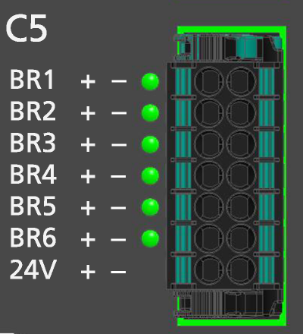 C5
BR1 + −
BR2 + −
BR3 + −
BR4 + −
BR5 + −
BR6 + −
24V + −